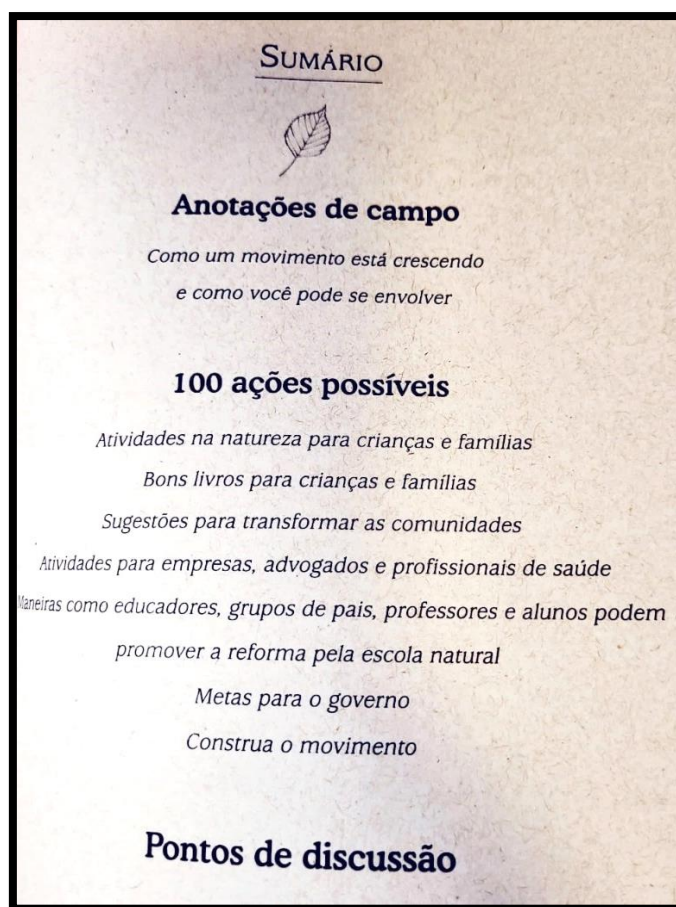 SUMÁRIO
Anotações de campo
Como um movimento está crescendo
e como você pode se envolver
100 ações possíveis
Atividades na natureza para crianças e famílias
Bons livros para crianças e famílias
Sugestões para transformar as comunidades
Atividades para empresas, advogados e profissionais de saúde
Maneiras como educadores, grupos de pais, professores e alunos podem
promover a reforma pela escola natural
Metas para o governo
Construa o movimento
Pontos de discussão